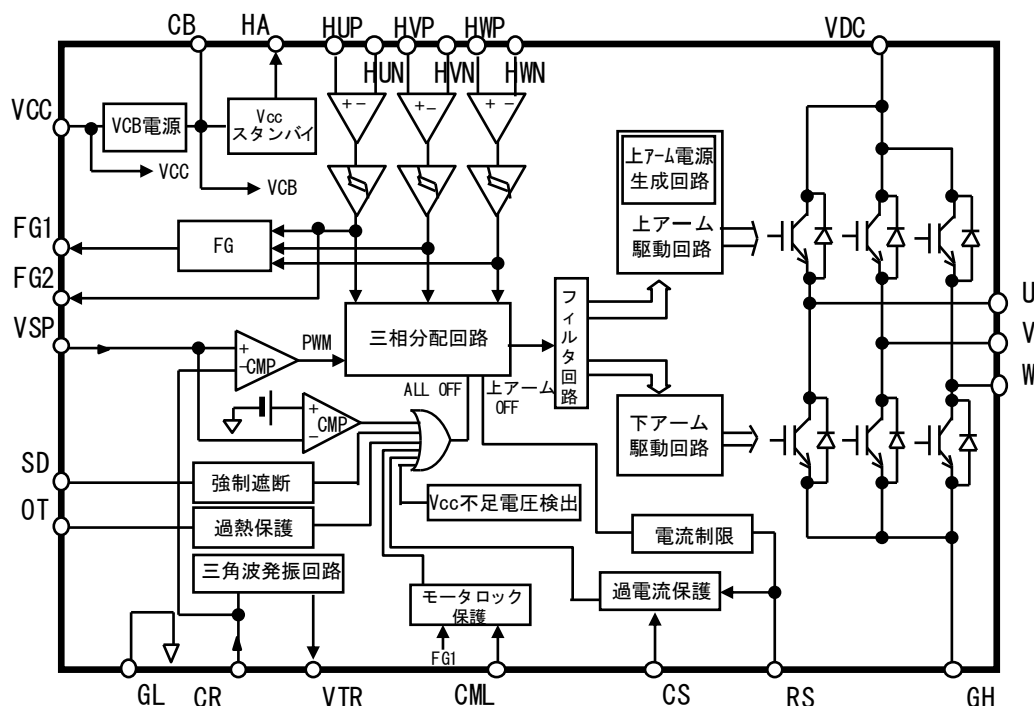 CB HA HUP HVP HWP VDC
HUN HVN HWN
VCC
VCB電源
Vcc
スタンバイ
VCC
VCB
+ -
+ -
+ -
上アーム電源
生成回路
上アーム
駆動回路
FG1
FG
FG2
VSP
+
-CMP
PWM
三相分配回路
フィルタ回路
U
V
W
ALL OFF
上アーム
OFF
+
CMP
-
下アーム
駆動回路
SD
強制遮断
Vcc不足電圧検出
OT
過熱保護
電流制限
三角波発振回路
モータロック
保護
過電流保護
FG1
GL CR VTR CML CS RS GH